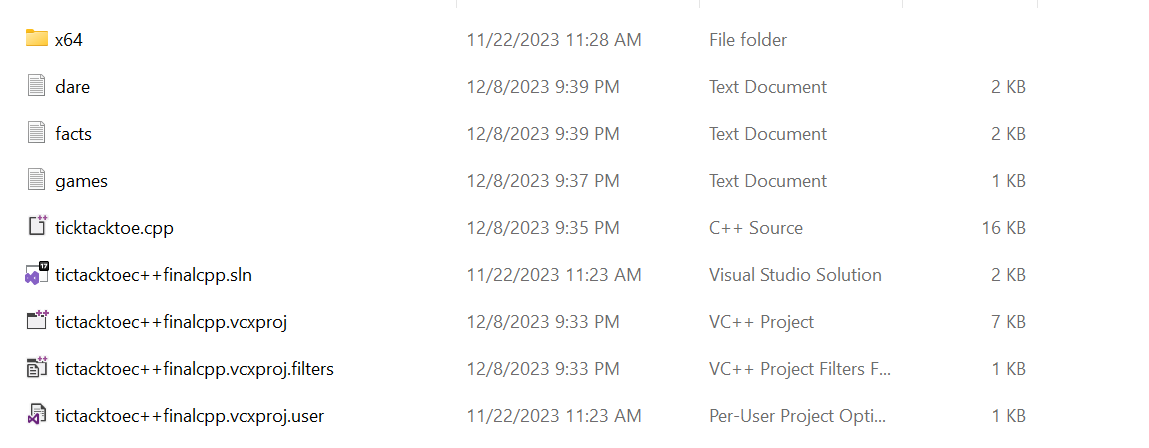 x64 11/22/2023 11:28 AM File folder
dare 12/8/2023 9:39 PM Text Document 2 KB
facts 12/8/2023 9:39 PM Text Document 2 KB
games 12/8/2023 9:37 PM Text Document 1 KB
ticktacktoe.cpp 12/8/2023 9:35 PM C++ Source 16 KB
tictacktoec++finalcpp.sln 11/22/2023 11:23 AM Visual Studio Solution 2 KB
tictacktoec++finalcpp.vcxproj 12/8/2023 9:33 PM VC++ Project 7 KB
tictacktoec++finalcpp.vcxproj.filters 12/8/2023 9:33 PM VC++ Project Filters F... 1 KB
tictacktoec++finalcpp.vcxproj.user 11/22/2023 11:23 AM Per-User Project Opti... 1 KB